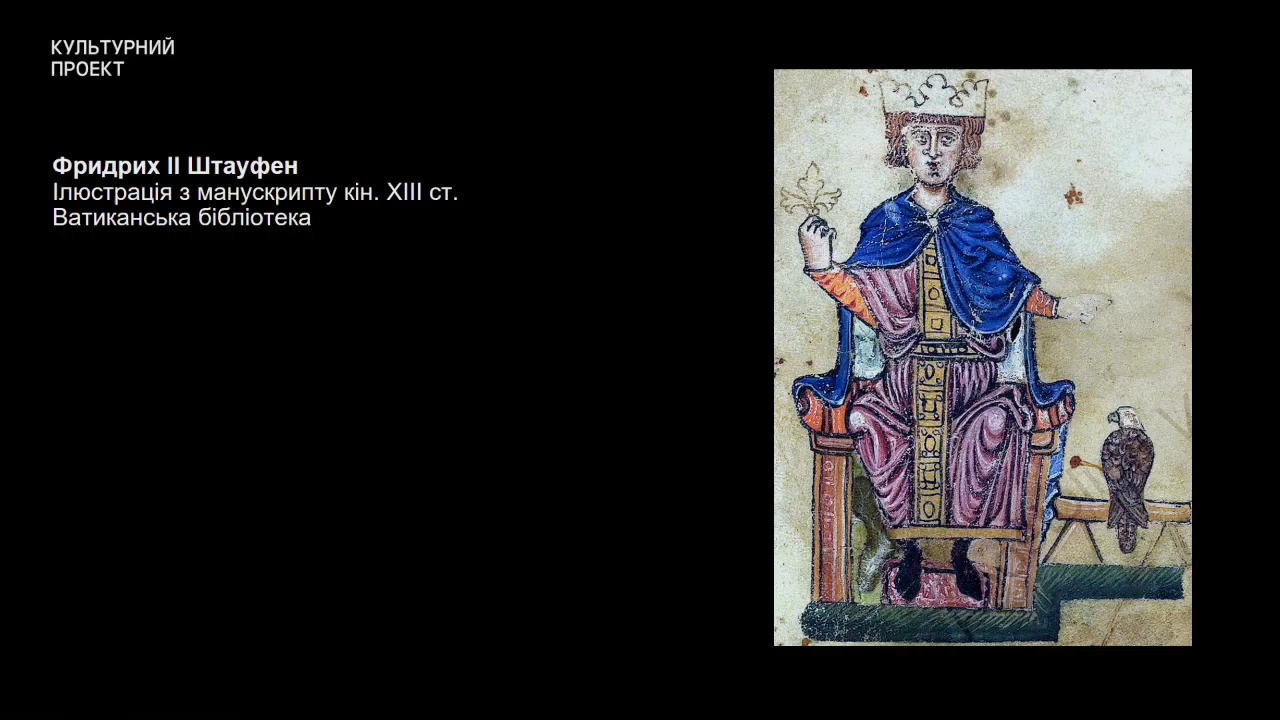 КУЛЬТУРНИЙ
ПРОЕКТ
Фридрих II Штауфен
Ілюстрація з манускрипту кін. XIII ст.
Ватиканська бібліотека